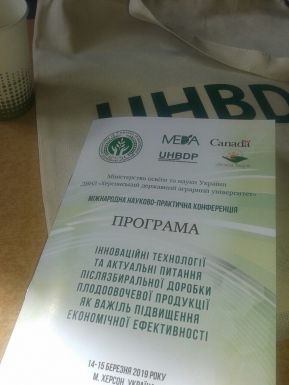 UHBDP
MEDA
Canada
UHBDP
Міністерство освіти та науки України
ДВНЗ «Херсонський державний аграрний університет»
МІЖНАРОДНА НАУКОВО-ПРАКТИЧНА КОНФЕРЕНЦІЯ
ПРОГРАМА
ІННОВАЦІЙНІ ТЕХНОЛОГІЇ
ТА АКТУАЛЬНІ ПИТАННЯ
ПІСЛЯЗБИРАЛЬНОЇ ДОРОБКИ
ПЛОДООВОЧЕВОЇ ПРОДУКЦІЇ
ЯК ВАЖІЛЬ ПІДВИЩЕННЯ
ЕКОНОМІЧНОЇ ЕФЕКТИВНОСТІ
14-15 БЕРЕЗНЯ 2019 РОКУ
М. ХЕРСОН,